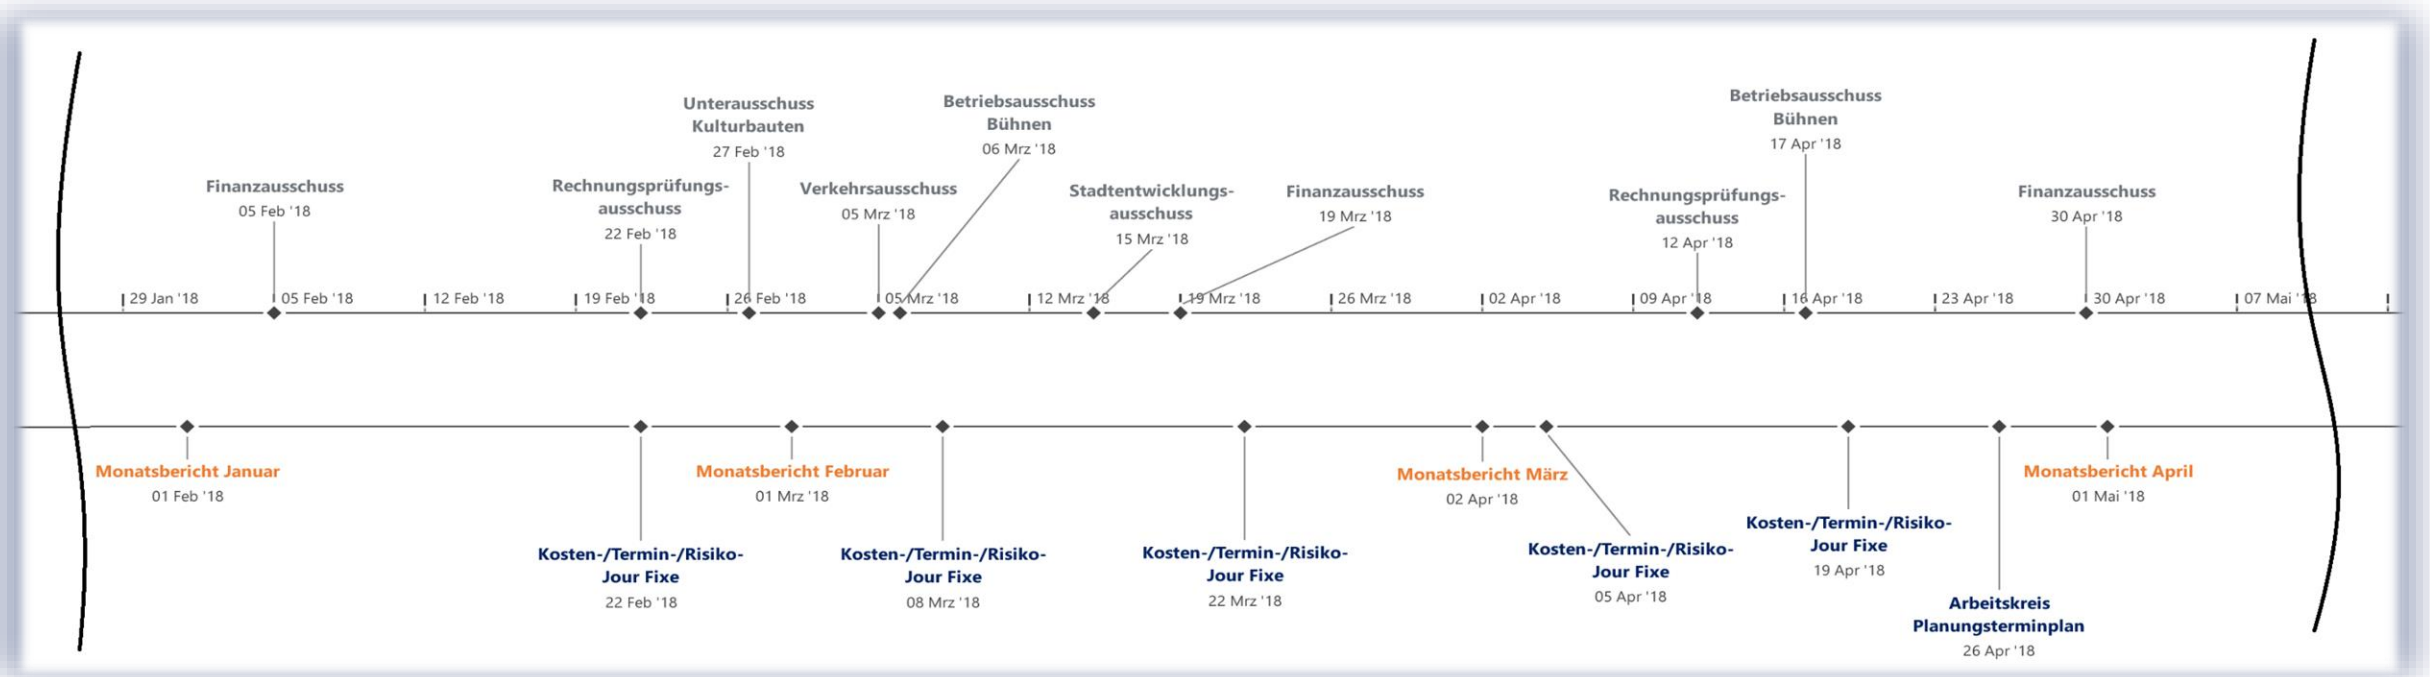 Unterausschuss
Kulturbauten
27 Feb '18
Betriebsausschuss
Bühnen
06 Mrz '18
Betriebsausschuss
Bühnen
17 Apr '18
Finanzausschuss
05 Feb '18
Rechnungsprüfungs-
ausschuss
22 Feb '18
Verkehrsausschuss
05 Mrz '18
Stadtentwicklungs-
ausschuss
15 Mrz '18
Finanzausschuss
19 Mrz '18
Rechnungsprüfungs-
ausschuss
12 Apr '18
Finanzausschuss
30 Apr '18
29 Jan '18 05 Feb '18 12 Feb '18 19 Feb '18 26 Feb '18 05 Mrz '18 12 Mrz '18 19 Mrz '18 26 Mrz '18 02 Apr '18 09 Apr '18 16 Apr '18 23 Apr '18 30 Apr '18 07 Mai '18
Monatsbericht Januar
01 Feb '18
Monatsbericht Februar
01 Mrz '18
Monatsbericht März
02 Apr '18
Monatsbericht April
01 Mai '18
Kosten-/Termin-/Risiko-
Jour Fixe
22 Feb '18
Kosten-/Termin-/Risiko-
Jour Fixe
08 Mrz '18
Kosten-/Termin-/Risiko-
Jour Fixe
22 Mrz '18
Kosten-/Termin-/Risiko-
Jour Fixe
05 Apr '18
Kosten-/Termin-/Risiko-
Jour Fixe
19 Apr '18
Arbeitskreis
Planungsterminplan
26 Apr '18